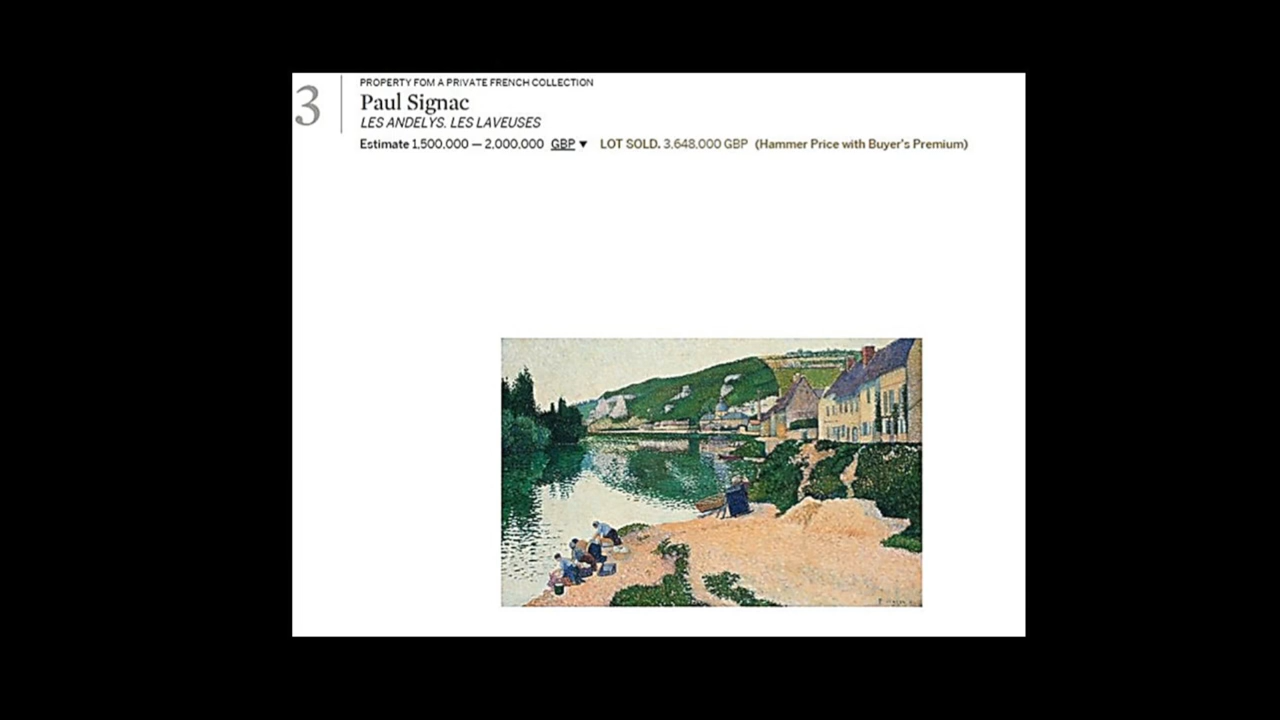 3
PROPERTY FOM A PRIVATE FRENCH COLLECTION
Paul Signac
LES ANDELYS. LES LAVEUSES
Estimate 1,500,000 — 2,000,000 GBP ▼ LOT SOLD. 3,648,000 GBP (Hammer Price with Buyer's Premium)